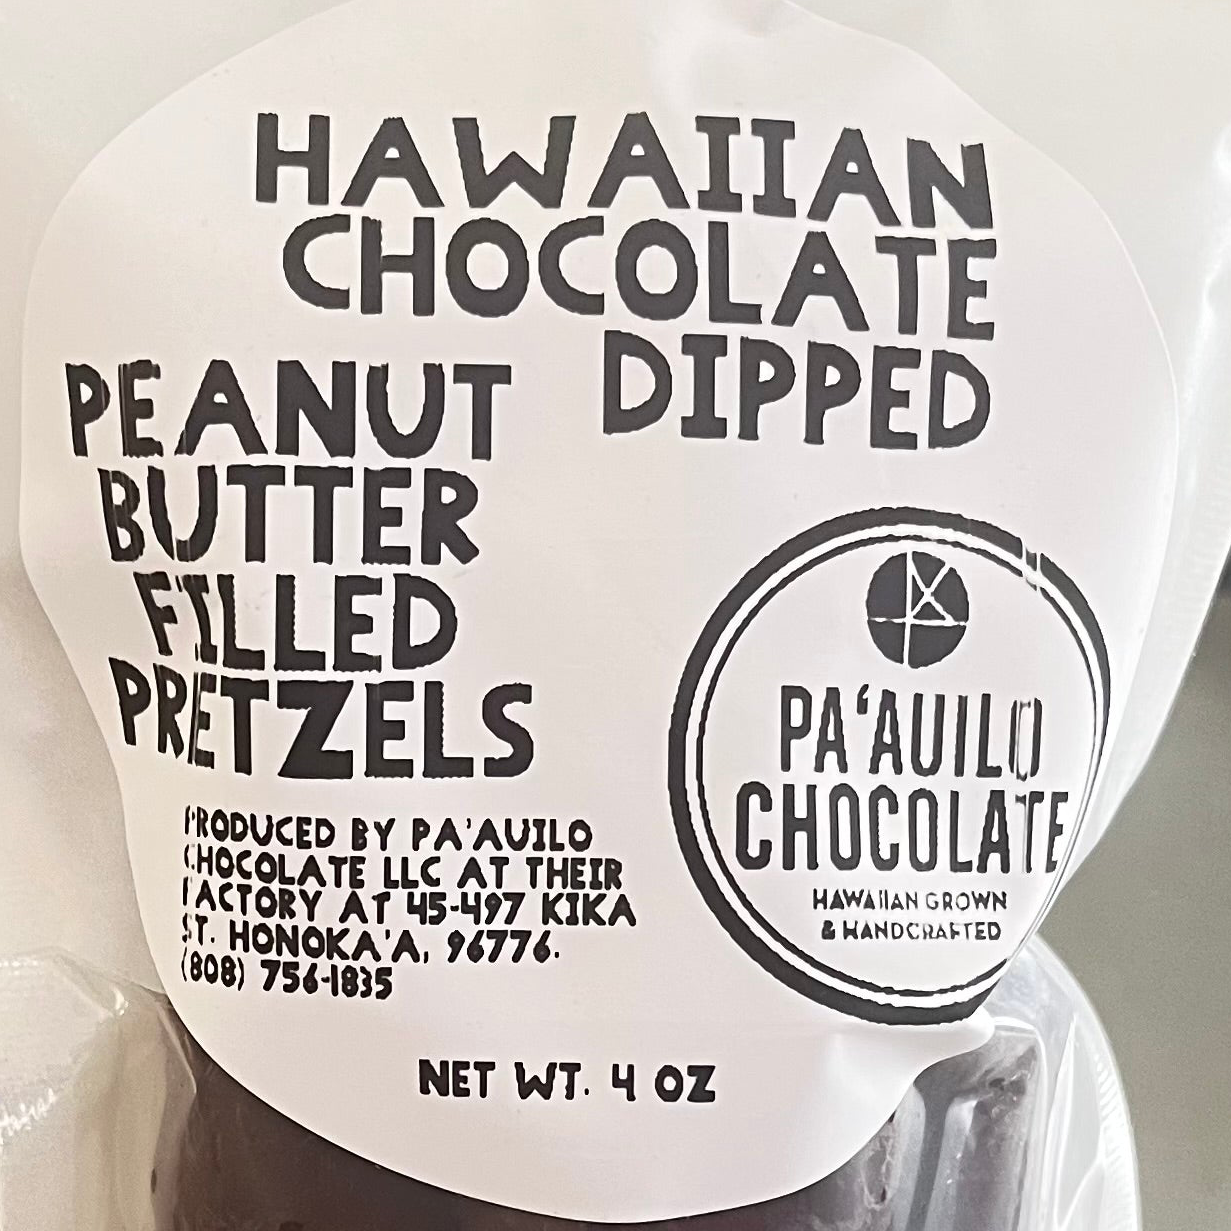 HAWAIIAN
CHOCOLATE
DIPPED
PEANUT
BUTTER
FILLED
PRETZELS
PRODUCED BY PA'AUILO
CHOCOLATE LLC AT THEIR
FACTORY AT 45-497 KIKA
ST. HONOKA'A, 96776.
(808) 756-1835
NET WT. 4 OZ
PA‘AUILO
CHOCOLATE
HAWAIIAN GROWN
& HANDCRAFTED